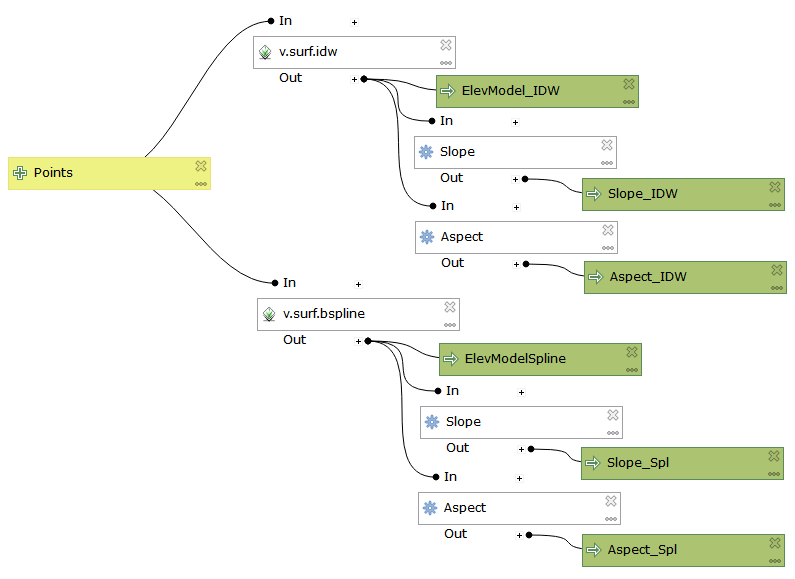 In
v.surf.idw
Out
ElevModel_IDW
In
Slope
Out
Points
Slope_IDW
In
Aspect
Out
Aspect_IDW
In
v.surf.bspline
Out
ElevModelSpline
In
Slope
Out
Slope_Spl
In
Aspect
Out
Aspect_Spl